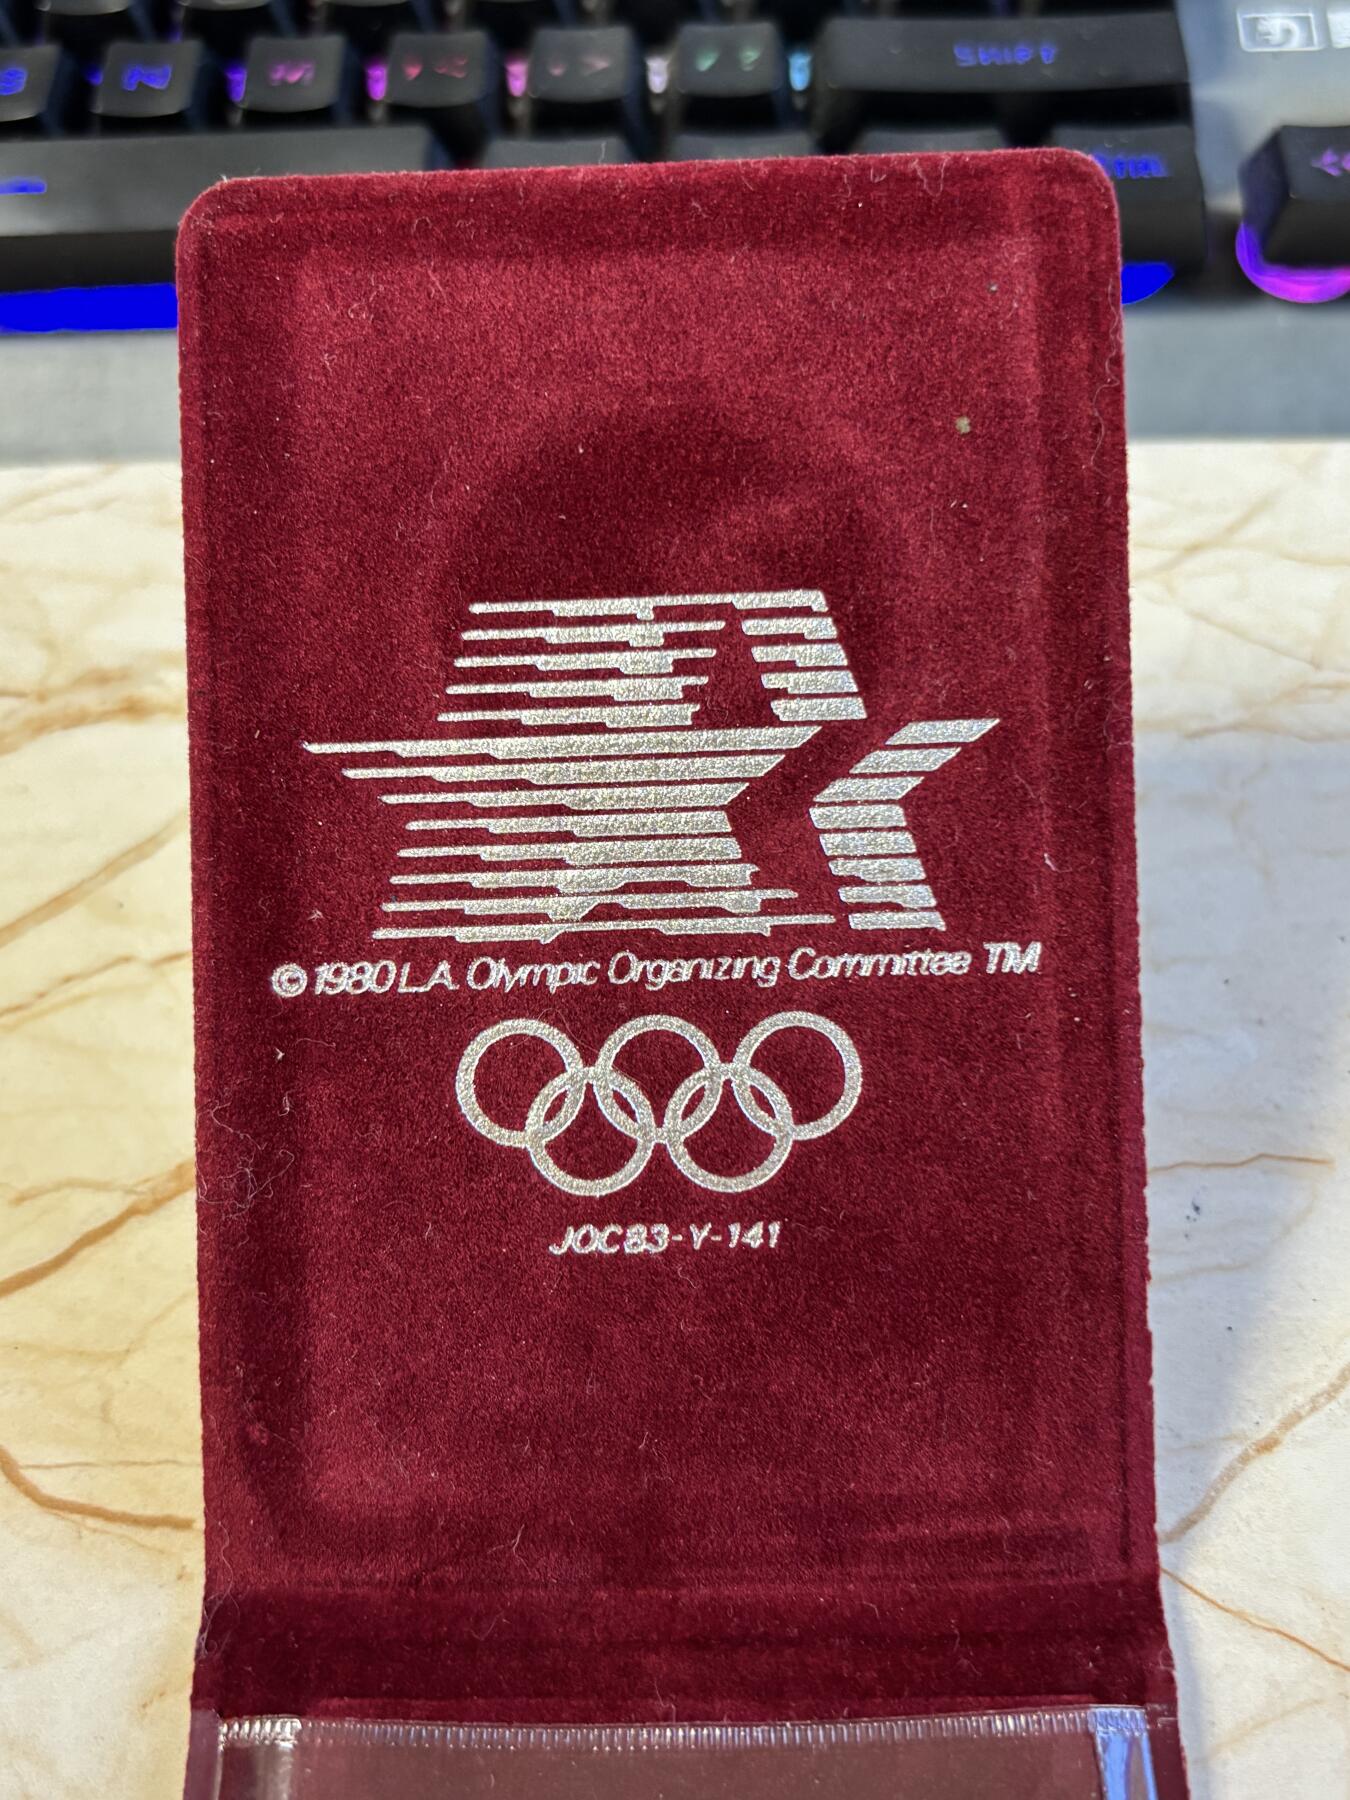 © 1980 L.A. Olympic Organizing Committee TM
JOC83-Y-141